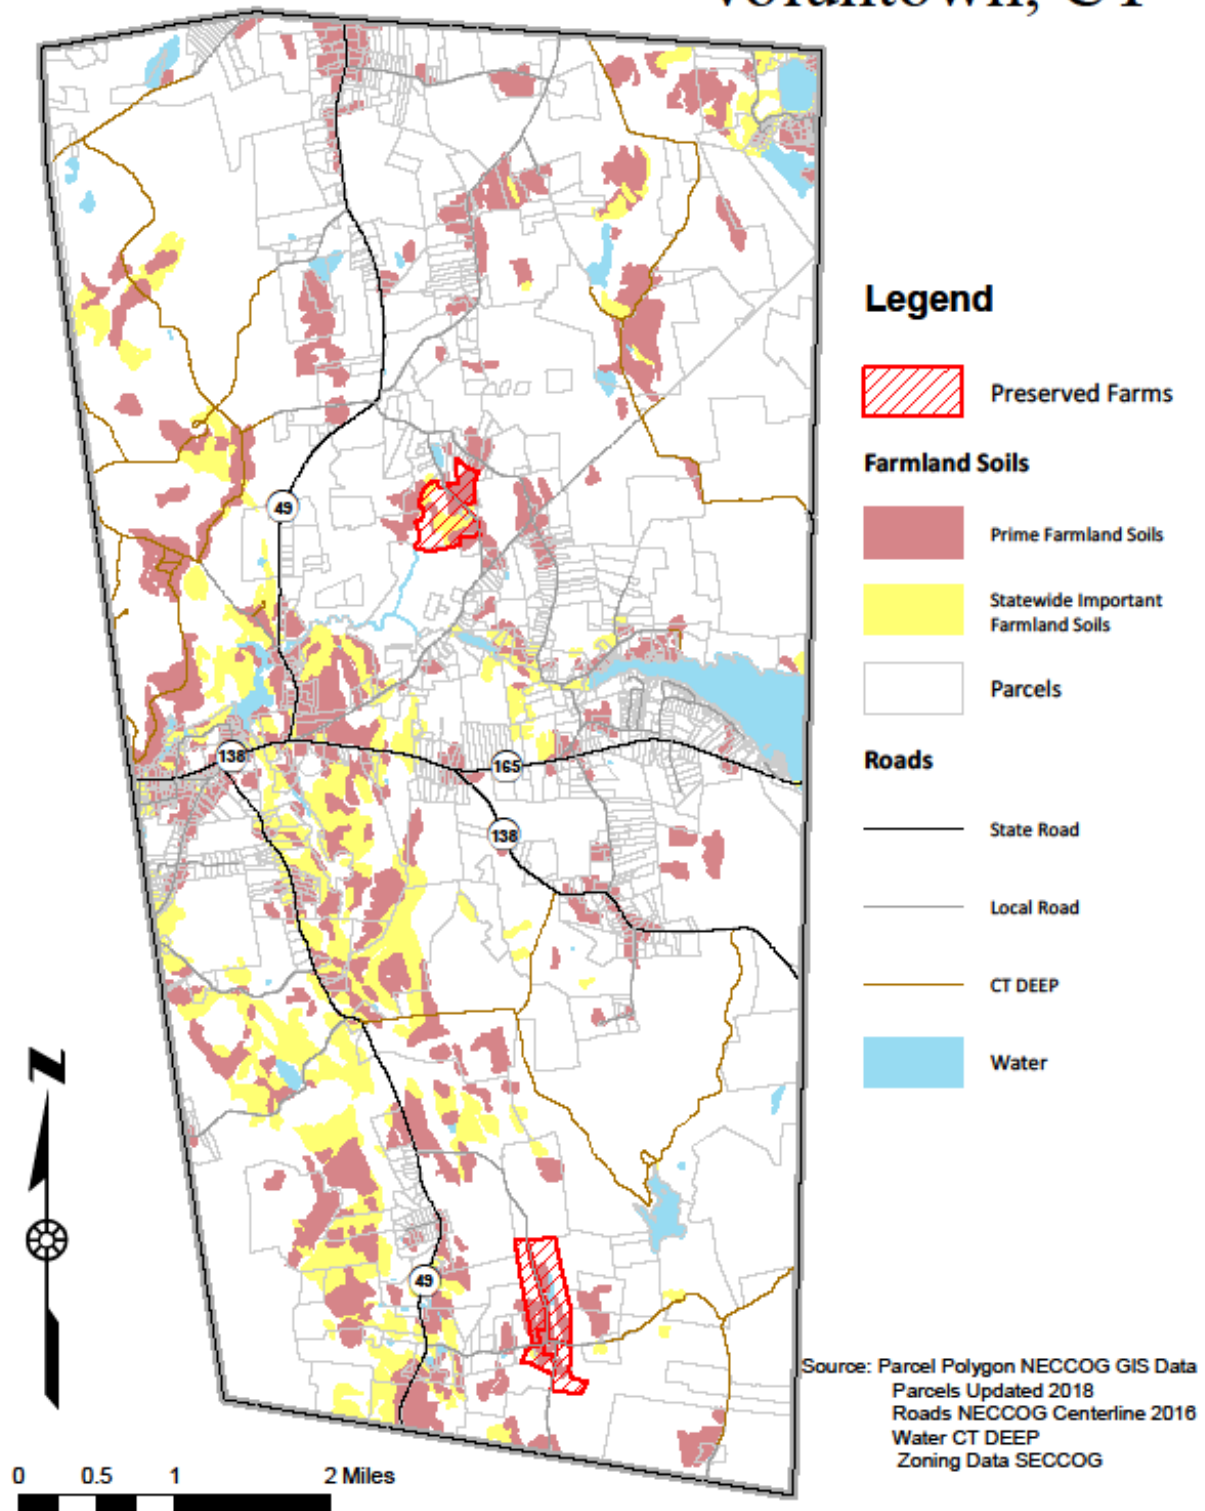 Voluntown, CT
Legend
Preserved Farms
Farmland Soils
Prime Farmland Soils
Statewide Important
Farmland Soils
Parcels
Roads
State Road
Local Road
CT DEEP
Water
49
138
165
138
49
N
0 0.5 1 2 Miles
Source: Parcel Polygon NECCOG GIS Data
Parcels Updated 2018
Roads NECCOG Centerline 2016
Water CT DEEP
Zoning Data SECCOG